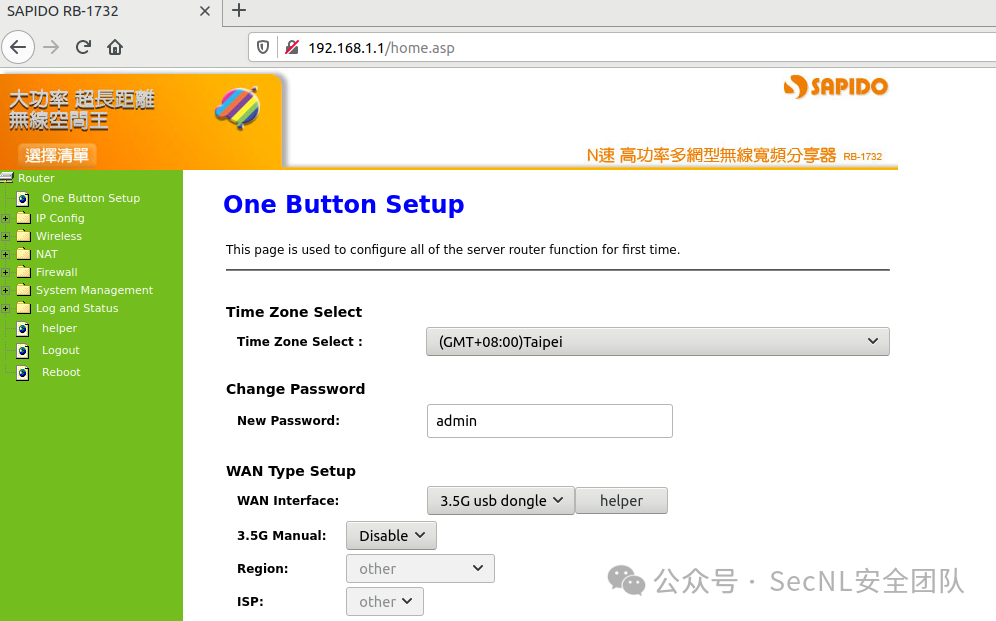 SAPIDO RB-1732
192.168.1.1/home.asp
大功率 超長距離
無線空間王
選擇清單
SAPIDO
N速 高功率多網型無線寬頻分享器 RB-1732
Router
One Button Setup
IP Config
Wireless
NAT
Firewall
System Management
Log and Status
helper
Logout
Reboot
One Button Setup
This page is used to configure all of the server router function for first time.
Time Zone Select
Time Zone Select : (GMT+08:00)Taipei
Change Password
New Password: admin
WAN Type Setup
WAN Interface: 3.5G usb dongle helper
3.5G Manual: Disable
Region: other
ISP: other
公众号 · SecNL安全团队